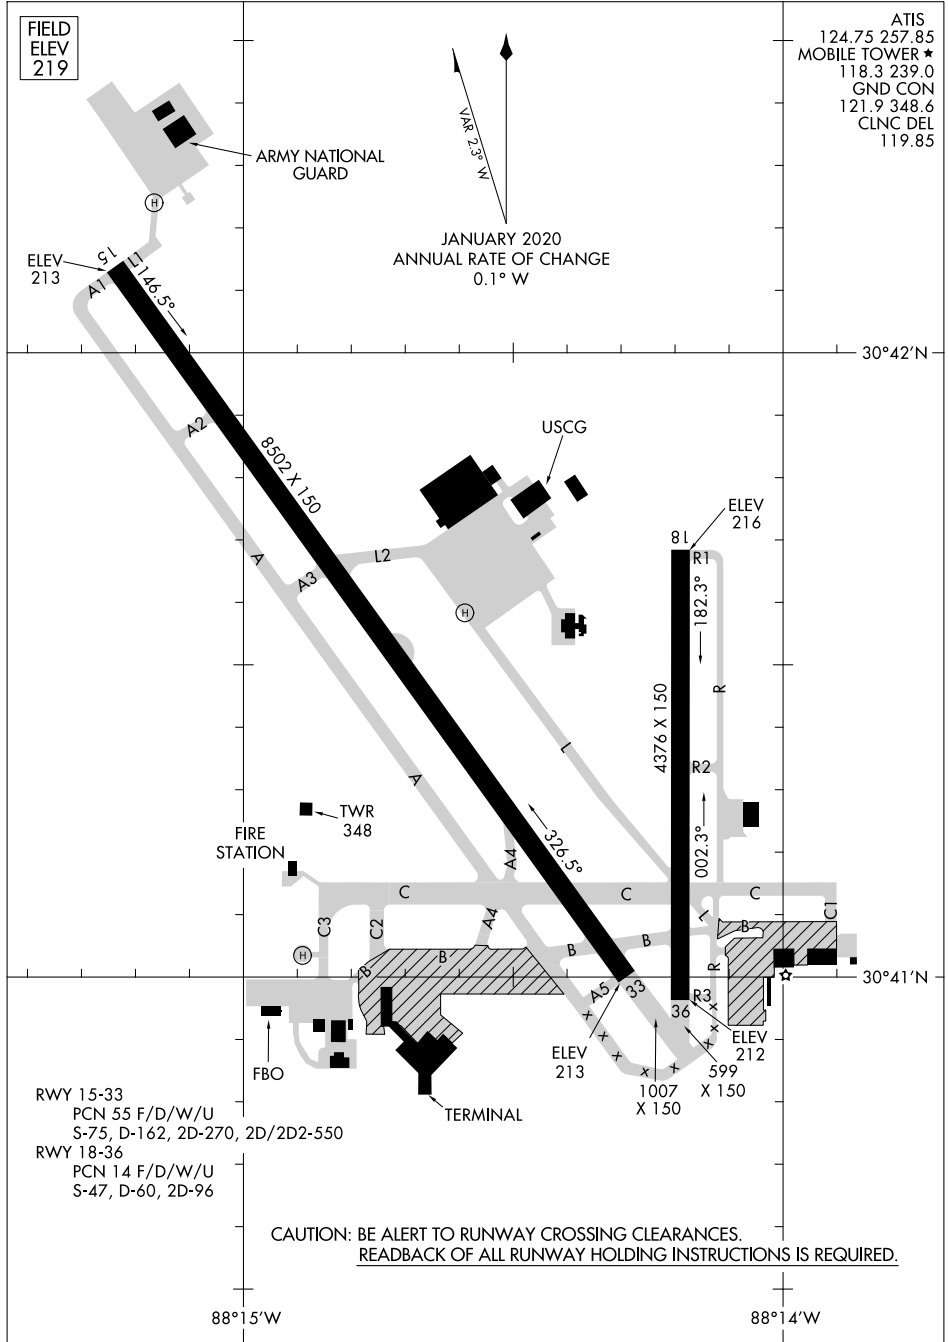 FIELD
ELEV
219
ATIS
124.75 257.85
MOBILE TOWER ★
118.3 239.0
GND CON
121.9 348.6
CLNC DEL
119.85
VAR 2.3° W
JANUARY 2020
ANNUAL RATE OF CHANGE
0.1° W
ARMY NATIONAL
GUARD
H
ELEV
213
15
L1
A1
146.5°
30°42'N
A2
8502 X 150
USCG
ELEV
216
18
R1
A
A3
L2
182.3°
H
R
4376 X 150
L
R2
A
TWR
348
FIRE
STATION
326.5°
002.3°
A4
C
C
C
C3
C2
A4
L
C1
B
B
B
B
B
H
R
30°41'N
A5
33
R3
36
X X X X X X X X
FBO
ELEV
213
ELEV
212
599
X 150
1007
X 150
TERMINAL
RWY 15-33
PCN 55 F/D/W/U
S-75, D-162, 2D-270, 2D/2D2-550
RWY 18-36
PCN 14 F/D/W/U
S-47, D-60, 2D-96
CAUTION: BE ALERT TO RUNWAY CROSSING CLEARANCES.
READBACK OF ALL RUNWAY HOLDING INSTRUCTIONS IS REQUIRED.
88°15'W
88°14'W